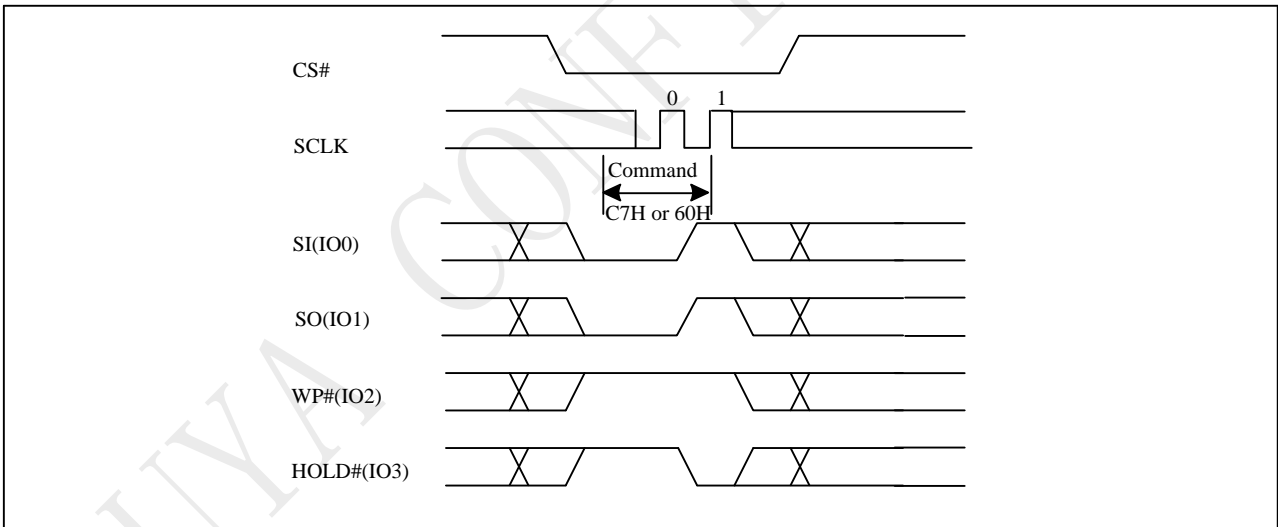 CS#
0 1
SCLK
Command
C7H or 60H
SI(IO0)
SO(IO1)
WP#(IO2)
HOLD#(IO3)